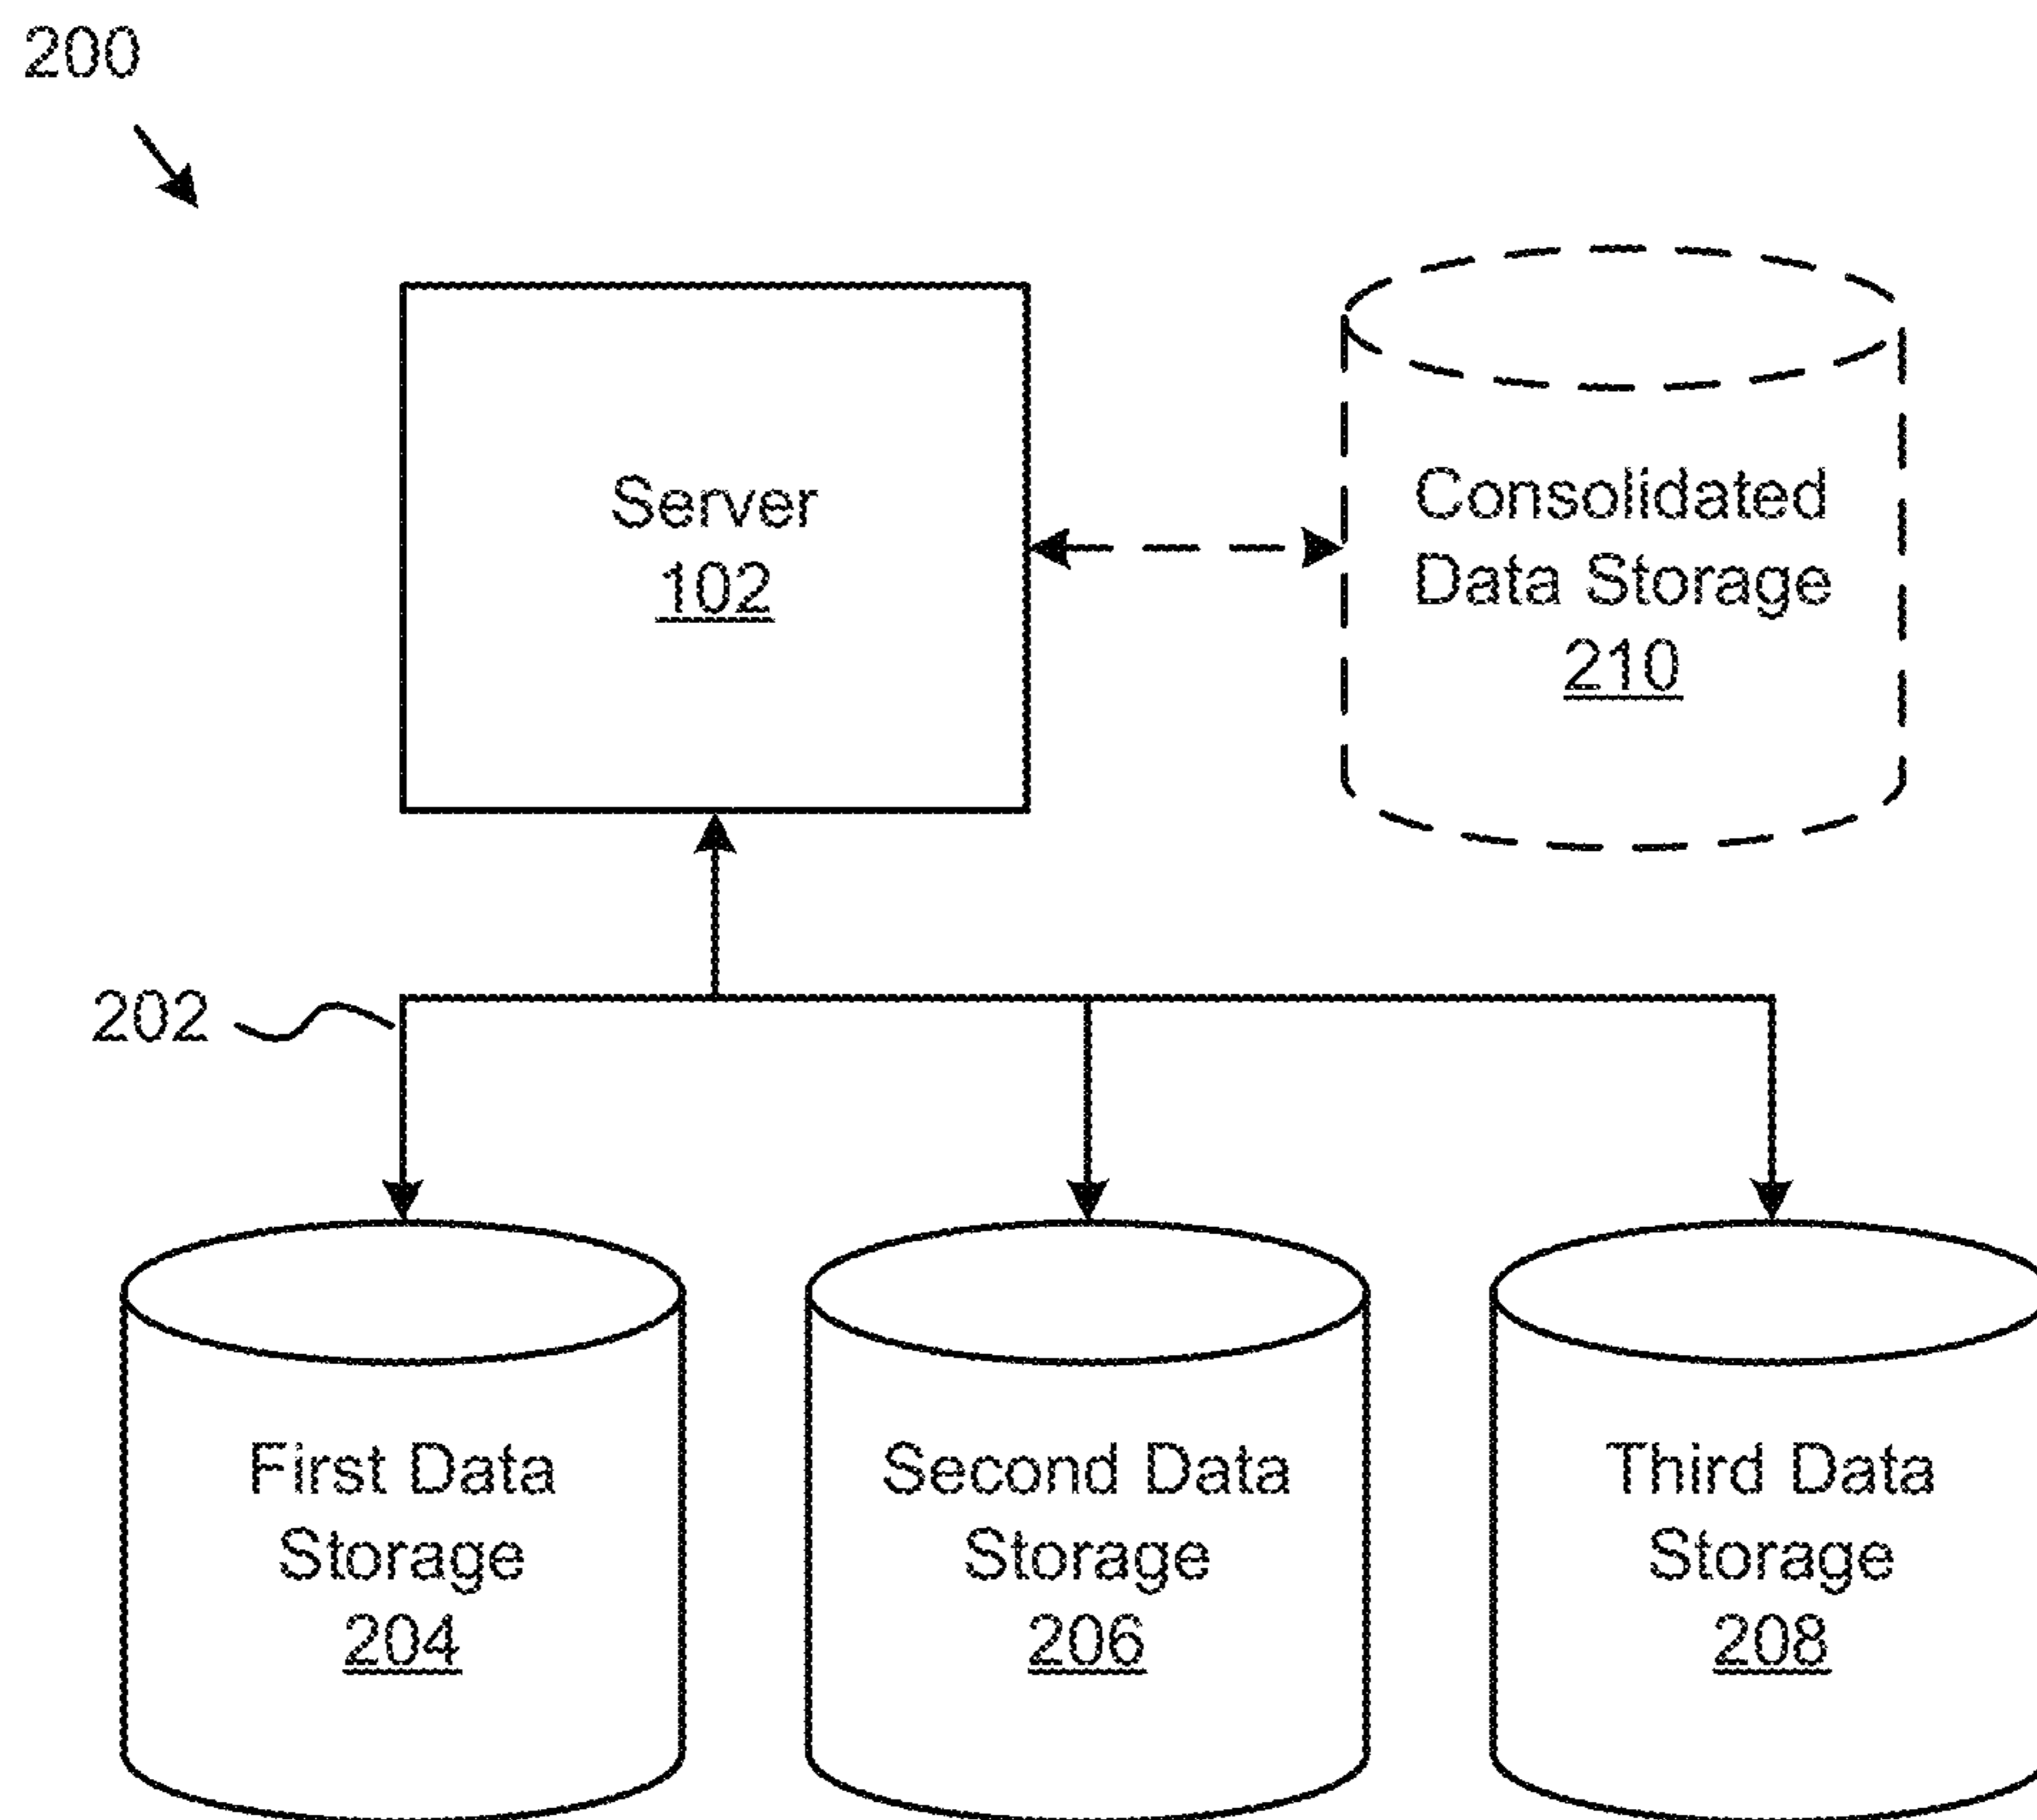 200
Server
102
Consolidated
Data Storage
210
202
First Data
Storage
204
Second Data
Storage
206
Third Data
Storage
208